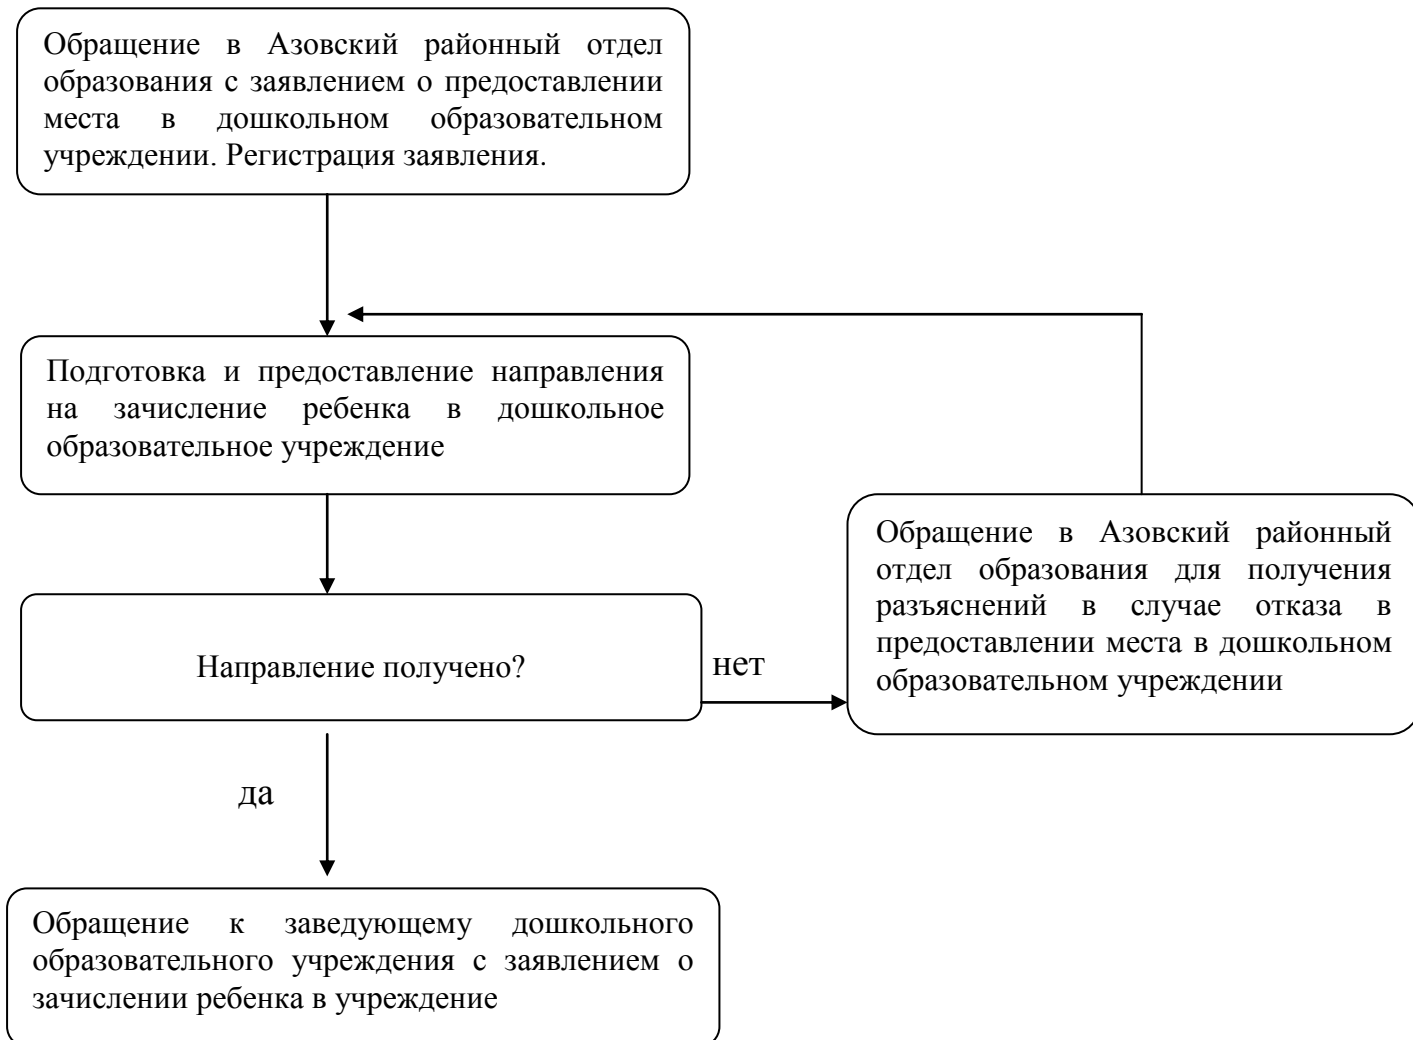 Обращение в Азовский районный отдел
образования с заявлением о предоставлении
места в дошкольном образовательном
учреждении. Регистрация заявления.
Подготовка и предоставление направления
на зачисление ребенка в дошкольное
образовательное учреждение
Обращение в Азовский районный
отдел образования для получения
разъяснений в случае отказа в
предоставлении места в дошкольном
образовательном учреждении
Направление получено?
нет
да
Обращение к заведующему дошкольного
образовательного учреждения с заявлением о
зачислении ребенка в учреждение